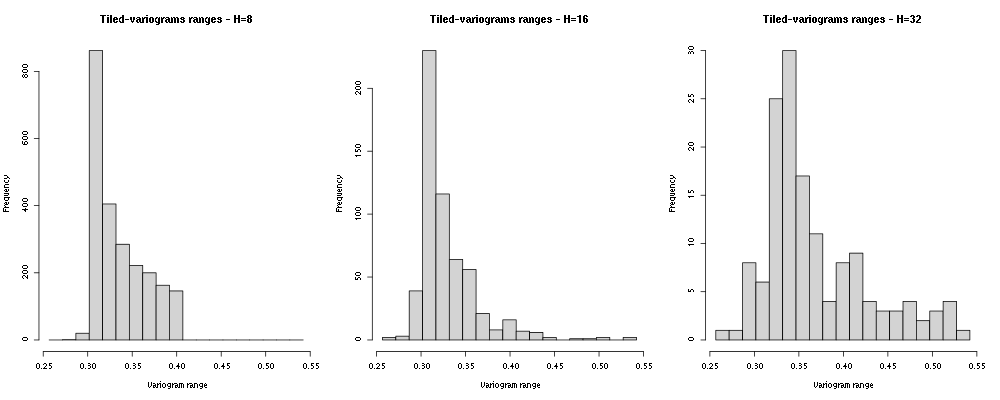 Tiled-variograms ranges - H=8
Tiled-variograms ranges - H=16
Tiled-variograms ranges - H=32
Frequency
800
600
400
200
0
0.25 0.30 0.35 0.40 0.45 0.50 0.55
Variogram range
Frequency
200
150
100
50
0
0.25 0.30 0.35 0.40 0.45 0.50 0.55
Variogram range
Frequency
30
25
20
15
10
5
0
0.25 0.30 0.35 0.40 0.45 0.50 0.55
Variogram range